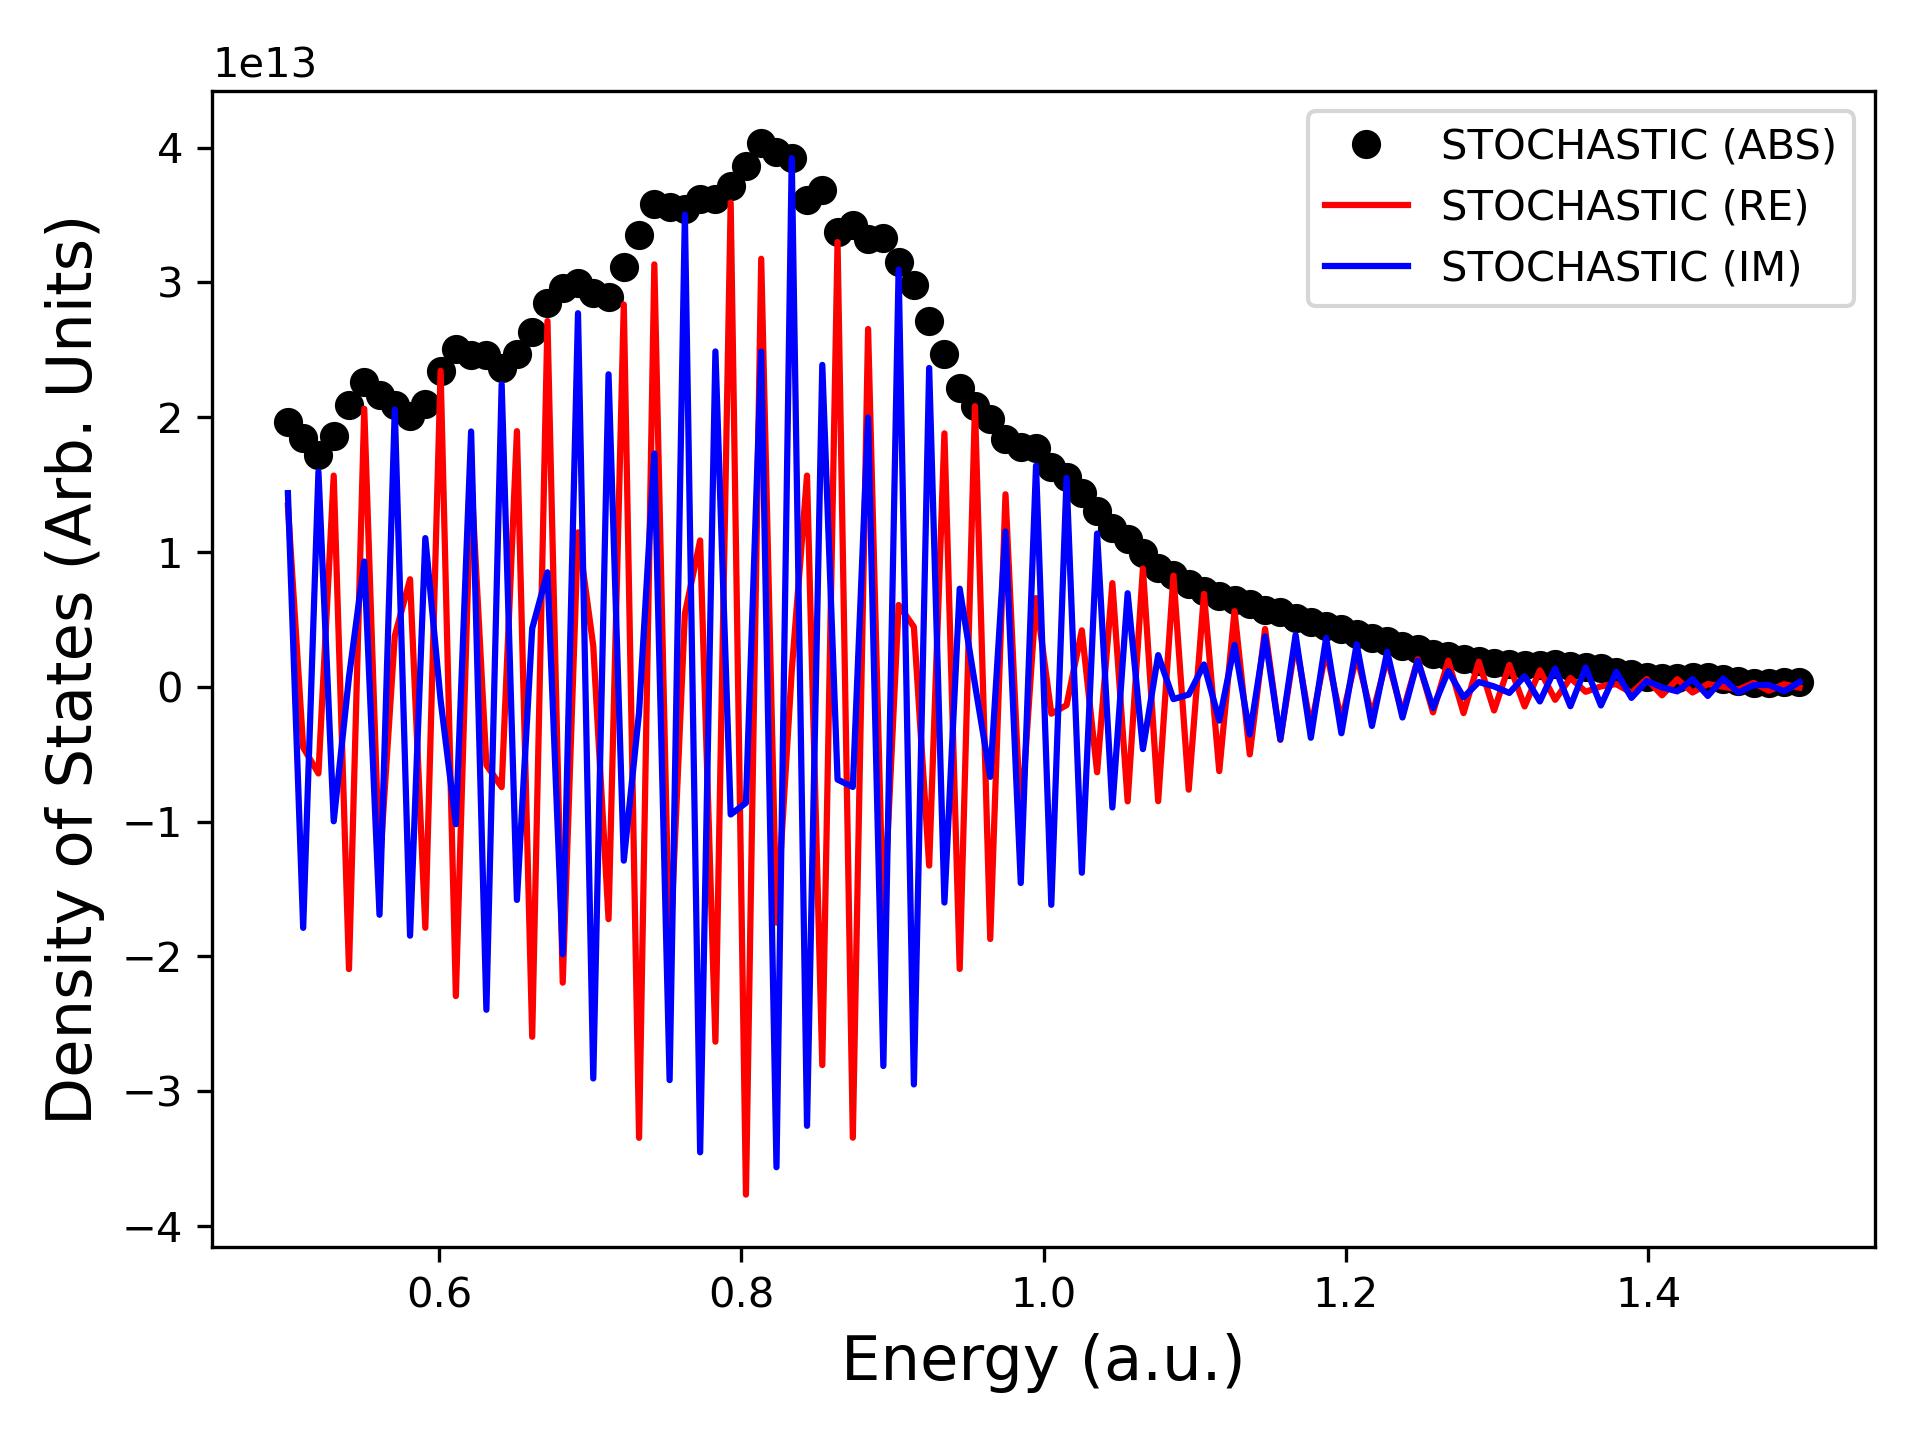 1e13
STOCHASTIC (ABS)
STOCHASTIC (RE)
STOCHASTIC (IM)
Density of States (Arb. Units)
4
3
2
1
0
−1
−2
−3
−4
0.6 0.8 1.0 1.2 1.4
Energy (a.u.)